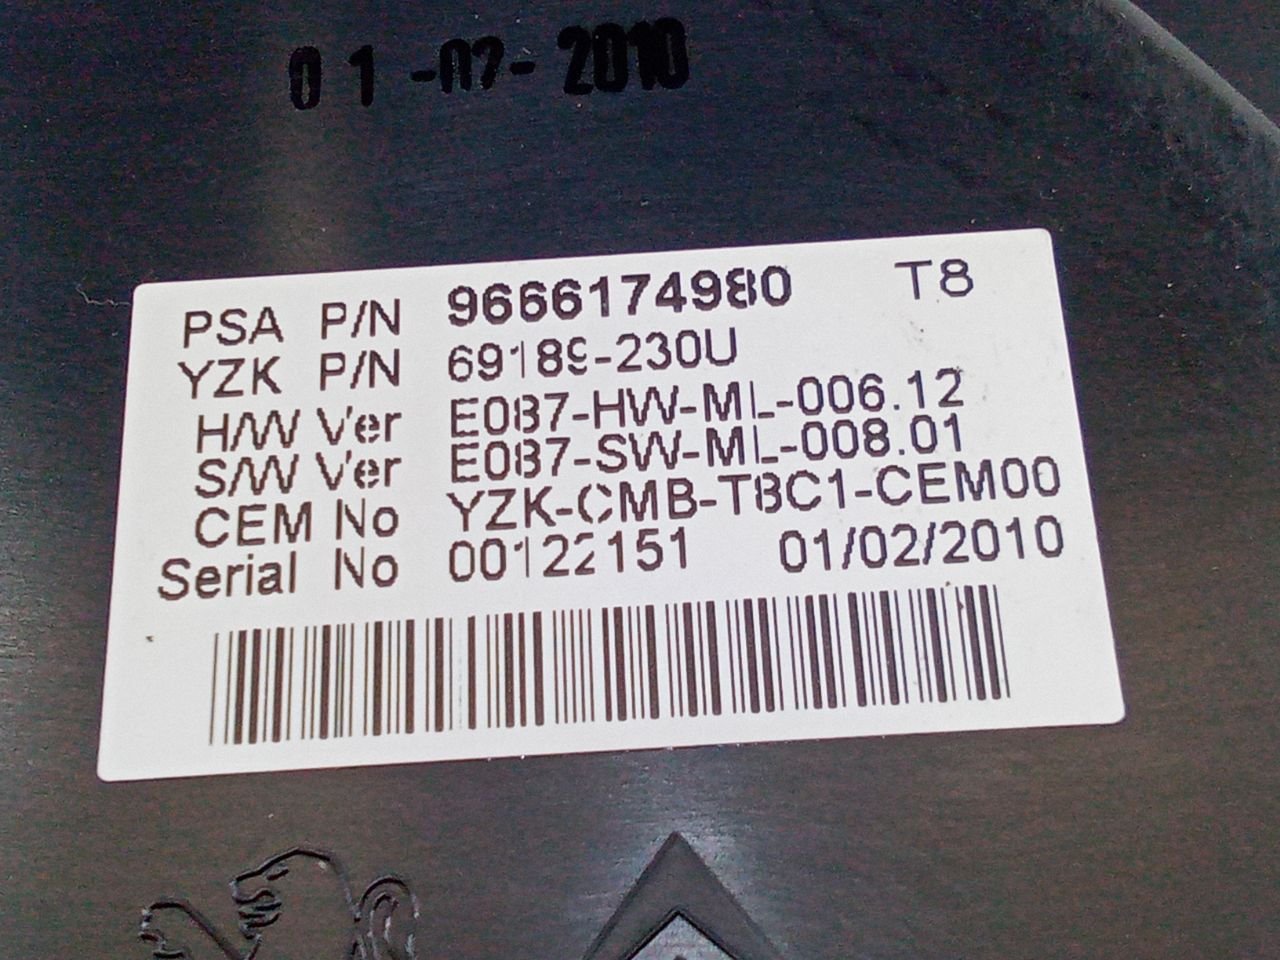 01-02-2010
PSA P/N 9666174980 T8
YZK P/N 69189-230U
H/W Ver E087-HW-ML-006.12
S/W Ver E087-SW-ML-008.01
CEM No YZK-CMB-T8C1-CEM00
Serial No 00122151 01/02/2010